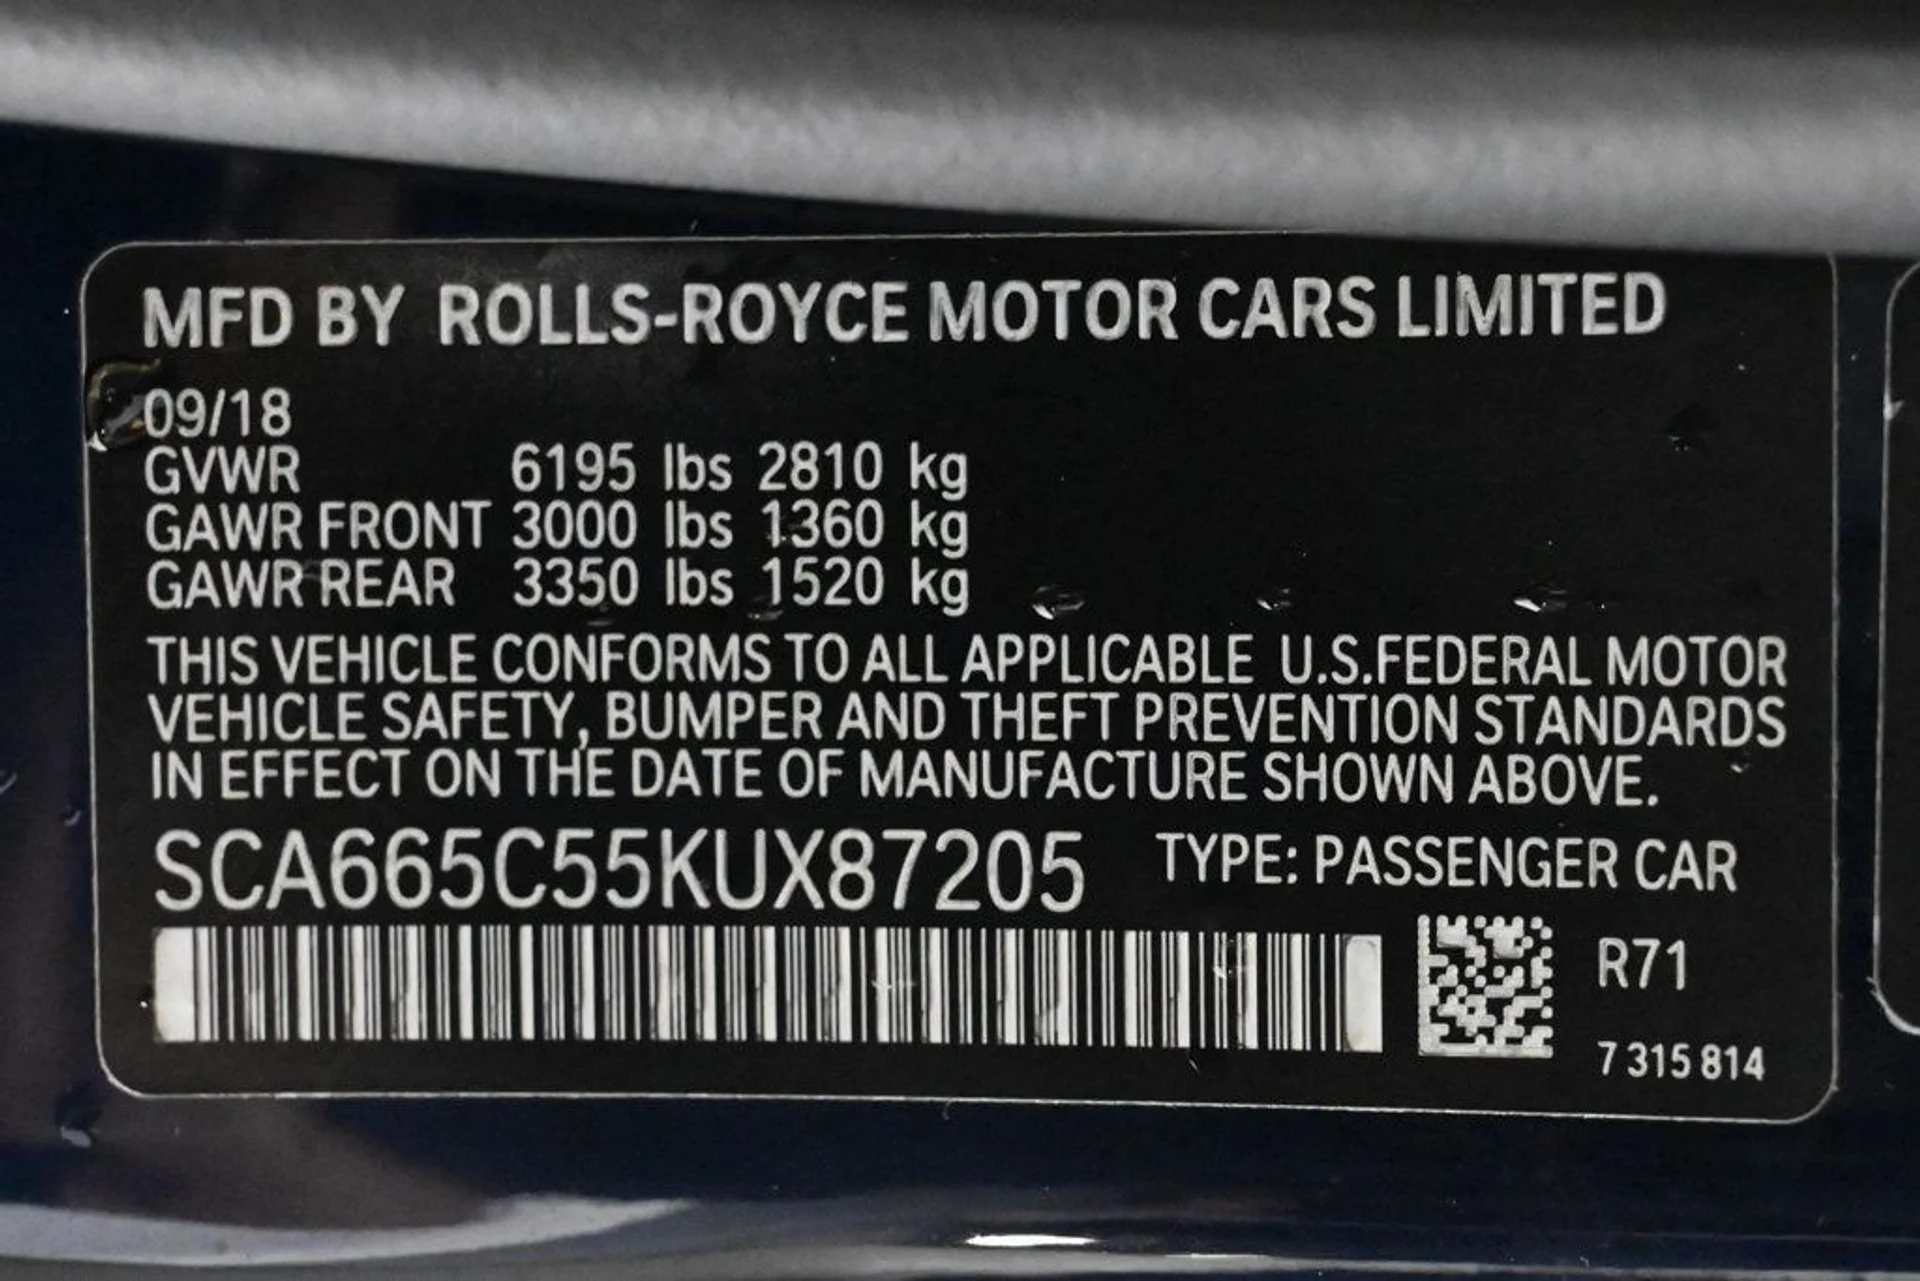 MFD BY ROLLS-ROYCE MOTOR CARS LIMITED
09/18
GVWR 6195 lbs 2810 kg
GAWR FRONT 3000 lbs 1360 kg
GAWR REAR 3350 lbs 1520 kg
THIS VEHICLE CONFORMS TO ALL APPLICABLE U.S.FEDERAL MOTOR
VEHICLE SAFETY, BUMPER AND THEFT PREVENTION STANDARDS
IN EFFECT ON THE DATE OF MANUFACTURE SHOWN ABOVE.
SCA665C55KUX87205 TYPE: PASSENGER CAR
R71
7 315 814